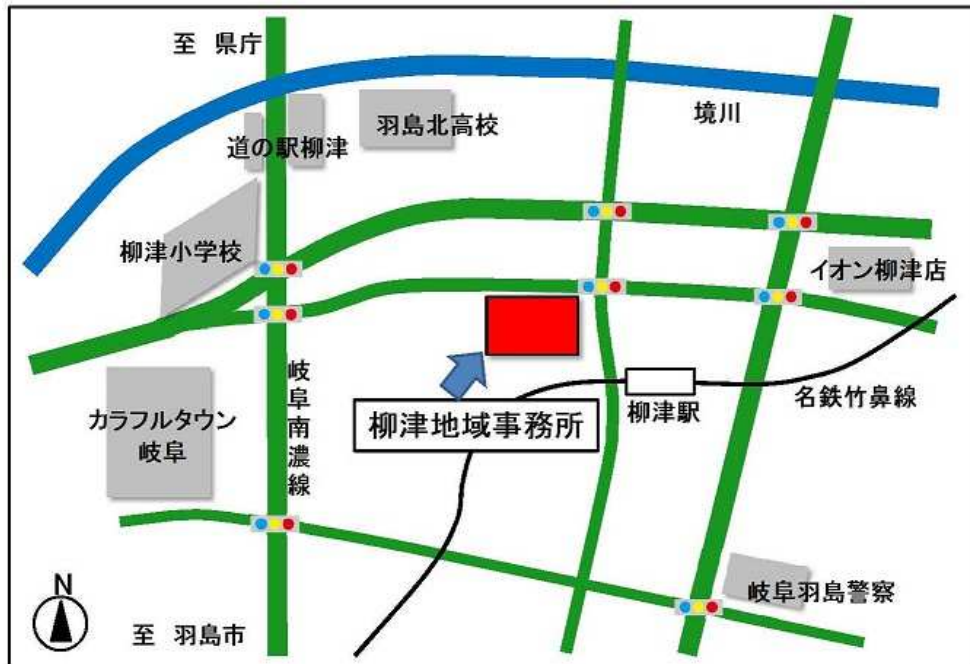 至 県庁
境川
羽島北高校
道の駅柳津
柳津小学校
イオン柳津店
岐阜南濃線
カラフルタウン
岐阜
柳津地域事務所
柳津駅
名鉄竹鼻線
岐阜羽島警察
N
至 羽島市